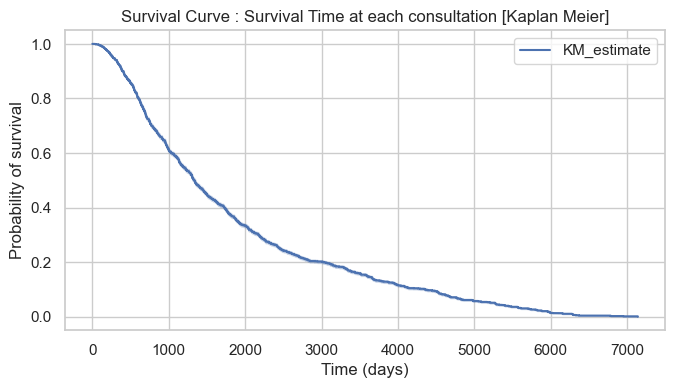 Survival Curve : Survival Time at each consultation [Kaplan Meier]
KM_estimate
Probability of survival
1.0
0.8
0.6
0.4
0.2
0.0
0 1000 2000 3000 4000 5000 6000 7000
Time (days)